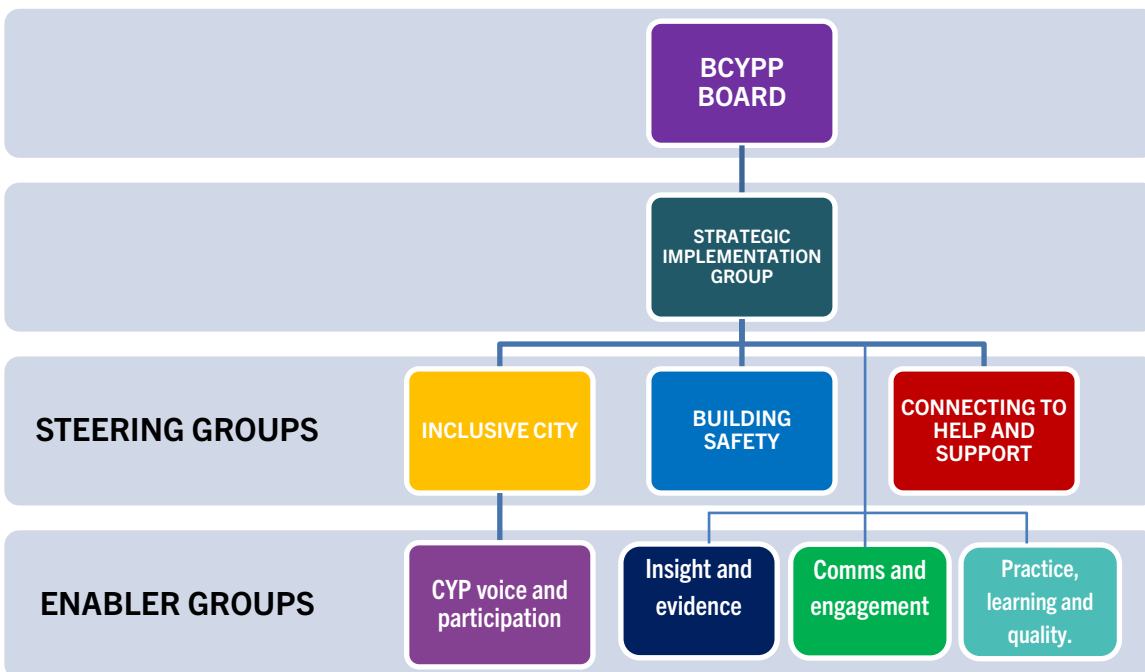 BCYPP
BOARD
STRATEGIC
IMPLEMENTATION
GROUP
STEERING GROUPS
INCLUSIVE CITY
BUILDING
SAFETY
CONNECTING TO
HELP AND
SUPPORT
ENABLER GROUPS
CYP voice and
participation
Insight and
evidence
Comms and
engagement
Practice,
learning and
quality.